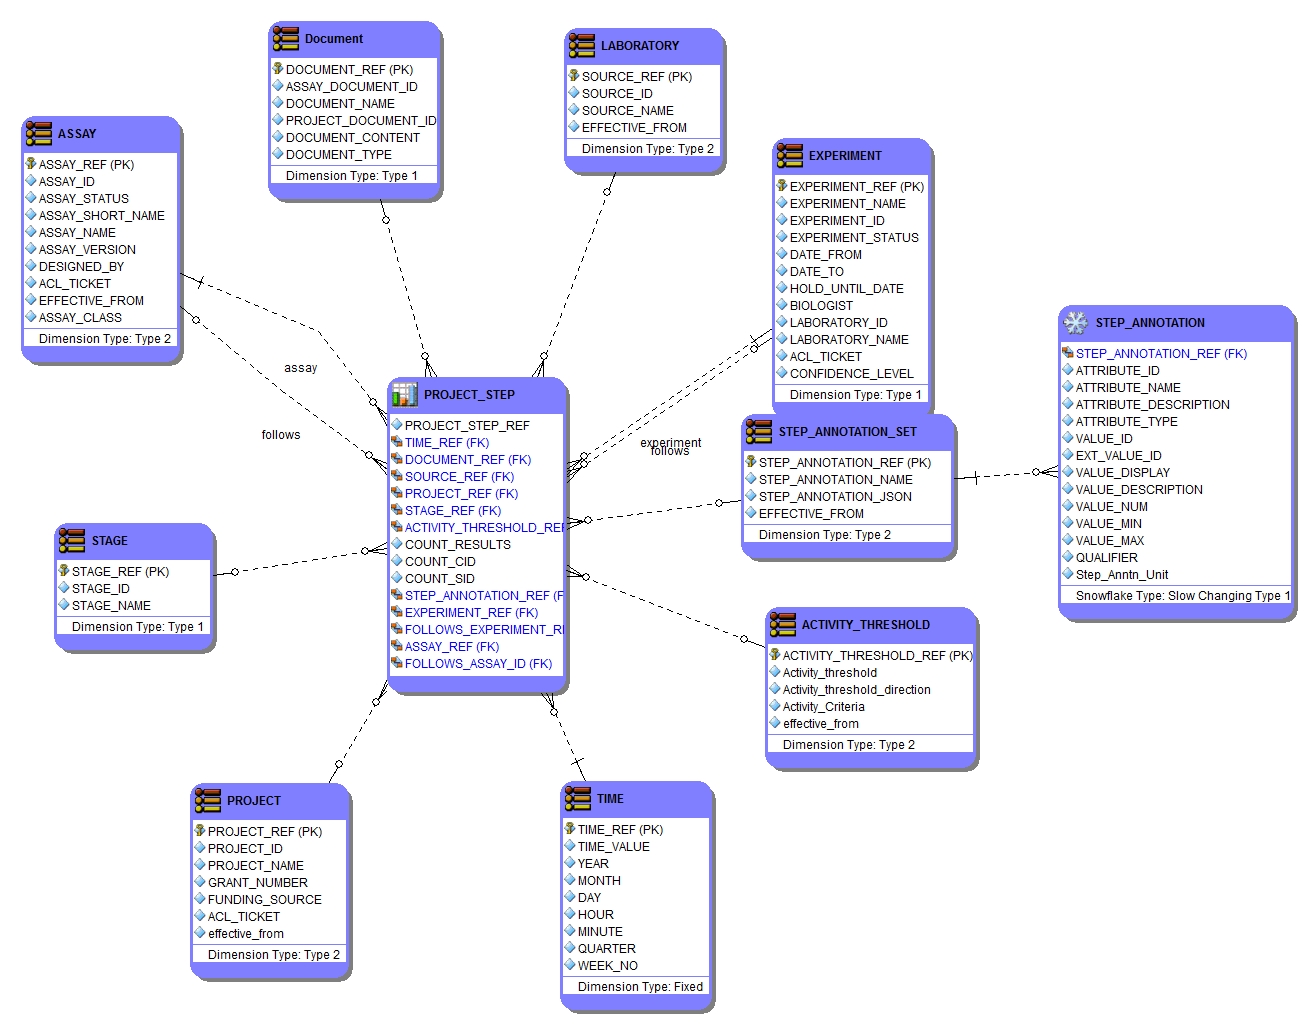 Document
DOCUMENT_REF (PK)
ASSAY_DOCUMENT_ID
DOCUMENT_NAME
PROJECT_DOCUMENT_ID
DOCUMENT_CONTENT
DOCUMENT_TYPE
Dimension Type: Type 1
LABORATORY
SOURCE_REF (PK)
SOURCE_ID
SOURCE_NAME
EFFECTIVE_FROM
Dimension Type: Type 2
ASSAY
ASSAY_REF (PK)
ASSAY_ID
ASSAY_STATUS
ASSAY_SHORT_NAME
ASSAY_NAME
ASSAY_VERSION
DESIGNED_BY
ACL_TICKET
EFFECTIVE_FROM
ASSAY_CLASS
Dimension Type: Type 2
EXPERIMENT
EXPERIMENT_REF (PK)
EXPERIMENT_NAME
EXPERIMENT_ID
EXPERIMENT_STATUS
DATE_FROM
DATE_TO
HOLD_UNTIL_DATE
BIOLOGIST
LABORATORY_ID
LABORATORY_NAME
ACL_TICKET
CONFIDENCE_LEVEL
Dimension Type: Type 1
STEP_ANNOTATION
STEP_ANNOTATION_REF (FK)
ATTRIBUTE_ID
ATTRIBUTE_NAME
ATTRIBUTE_DESCRIPTION
ATTRIBUTE_TYPE
VALUE_ID
EXT_VALUE_ID
VALUE_DISPLAY
VALUE_DESCRIPTION
VALUE_NUM
VALUE_MIN
VALUE_MAX
QUALIFIER
Step_Anntn_Unit
Snowflake Type: Slow Changing Type 1
assay
follows
experiment
follows
PROJECT_STEP
PROJECT_STEP_REF
TIME_REF (FK)
DOCUMENT_REF (FK)
SOURCE_REF (FK)
PROJECT_REF (FK)
STAGE_REF (FK)
ACTIVITY_THRESHOLD_REF
COUNT_RESULTS
COUNT_CID
COUNT_SID
STEP_ANNOTATION_REF (F
EXPERIMENT_REF (FK)
FOLLOWS_EXPERIMENT_R
ASSAY_REF (FK)
FOLLOWS_ASSAY_ID (FK)
STEP_ANNOTATION_SET
STEP_ANNOTATION_REF (PK)
STEP_ANNOTATION_NAME
STEP_ANNOTATION_JSON
EFFECTIVE_FROM
Dimension Type: Type 2
STAGE
STAGE_REF (PK)
STAGE_ID
STAGE_NAME
Dimension Type: Type 1
ACTIVITY_THRESHOLD
ACTIVITY_THRESHOLD_REF (PK)
Activity_threshold
Activity_threshold_direction
Activity_Criteria
effective_from
Dimension Type: Type 2
PROJECT
PROJECT_REF (PK)
PROJECT_ID
PROJECT_NAME
GRANT_NUMBER
FUNDING_SOURCE
ACL_TICKET
effective_from
Dimension Type: Type 2
TIME
TIME_REF (PK)
TIME_VALUE
YEAR
MONTH
DAY
HOUR
MINUTE
QUARTER
WEEK_NO
Dimension Type: Fixed